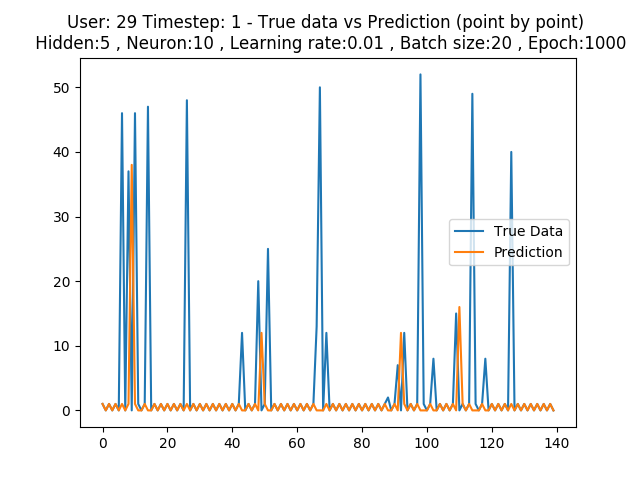 User: 29 Timestep: 1 - True data vs Prediction (point by point)
Hidden:5 , Neuron:10 , Learning rate:0.01 , Batch size:20 , Epoch:1000
50
40
30
20
10
0
True Data
Prediction
0 20 40 60 80 100 120 140